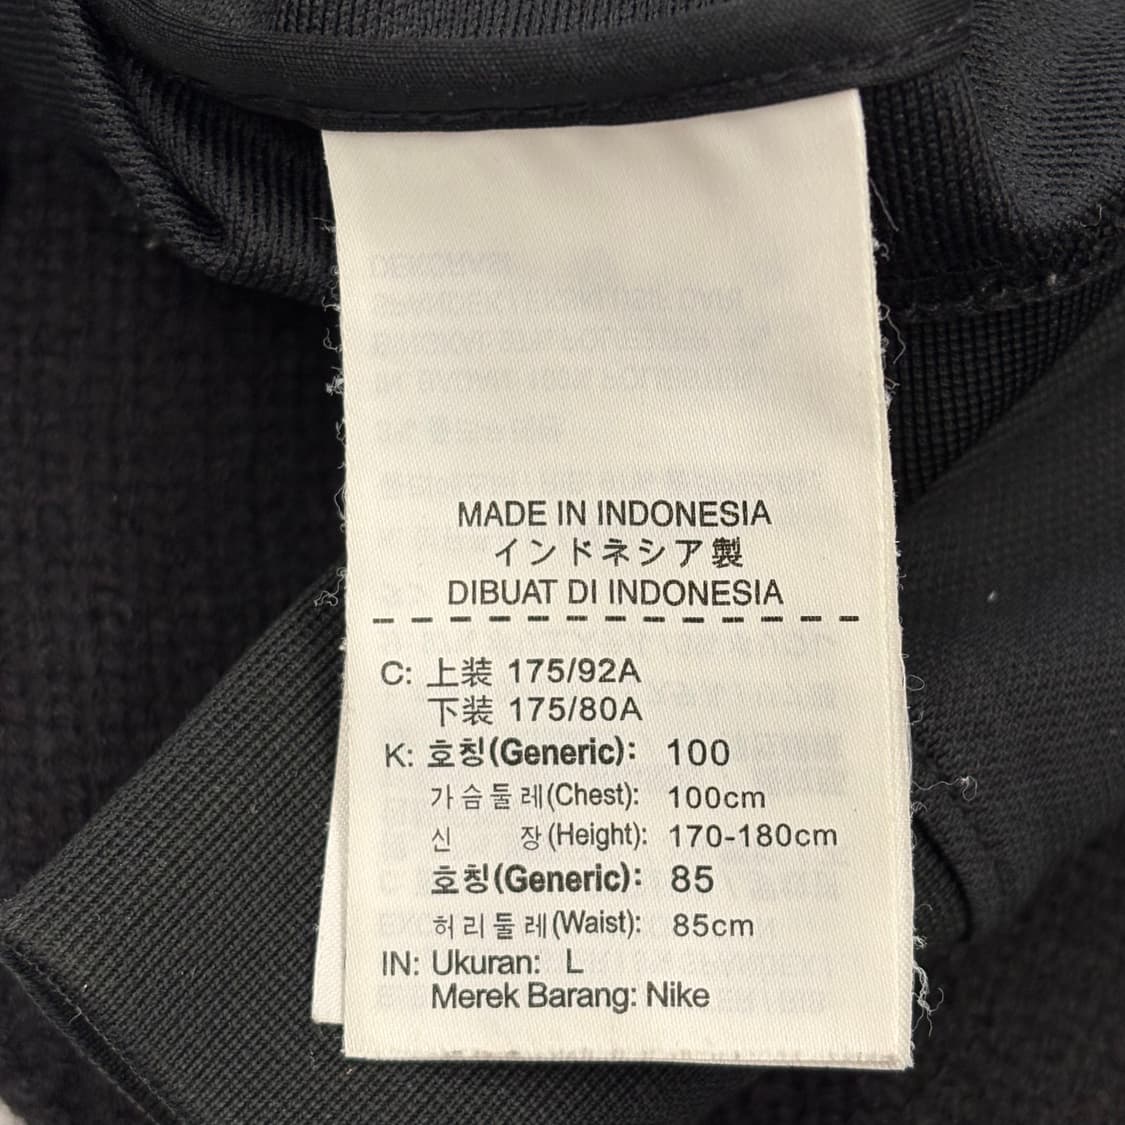 MADE IN INDONESIA
インドネシア製
DIBUAT DI INDONESIA
C: 上装 175/92A
下装 175/80A
K: 호칭(Generic): 100
가슴둘레(Chest): 100cm
신 장(Height): 170-180cm
호칭(Generic): 85
허리둘레(Waist): 85cm
IN: Ukuran: L
Merek Barang: Nike